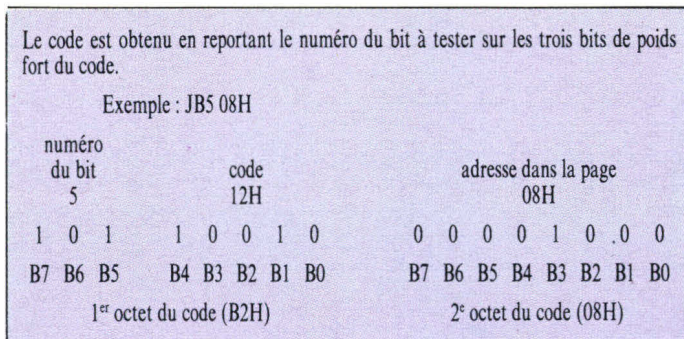 Le code est obtenu en reportant le numéro du bit à tester sur les trois bits de poids
fort du code.
Exemple : JB5 08H
numéro
du bit code adresse dans la page
5 12H 08H
1 0 1 1 0 0 1 0 0 0 0 0 1 0 .0 0
B7 B6 B5 B4 B3 B2 B1 B0 B7 B6 B5 B4 B3 B2 B1 B0
1er octet du code (B2H) 2e octet du code (08H)